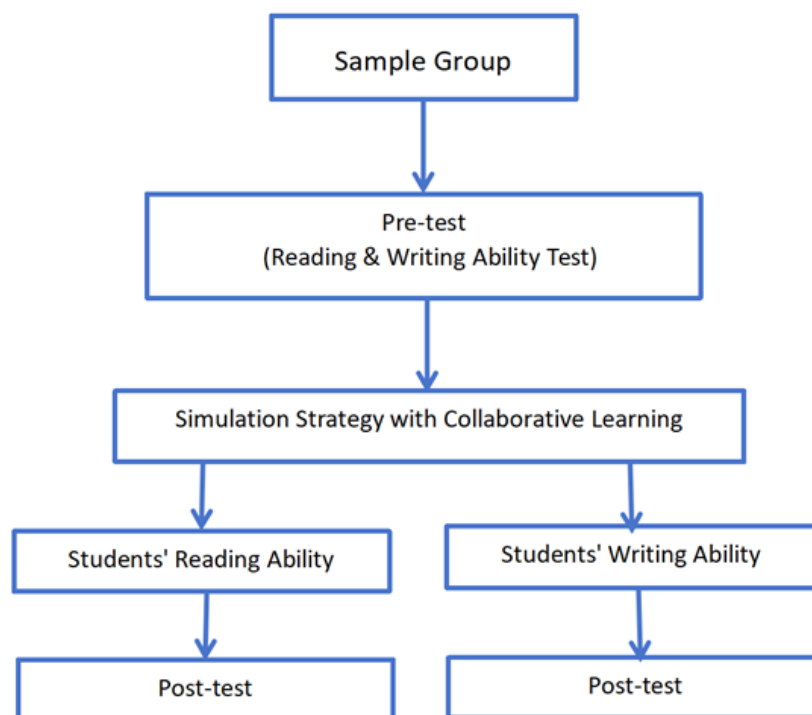 Sample Group
Pre-test
(Reading & Writing Ability Test)
Simulation Strategy with Collaborative Learning
Students' Reading Ability
Students' Writing Ability
Post-test
Post-test